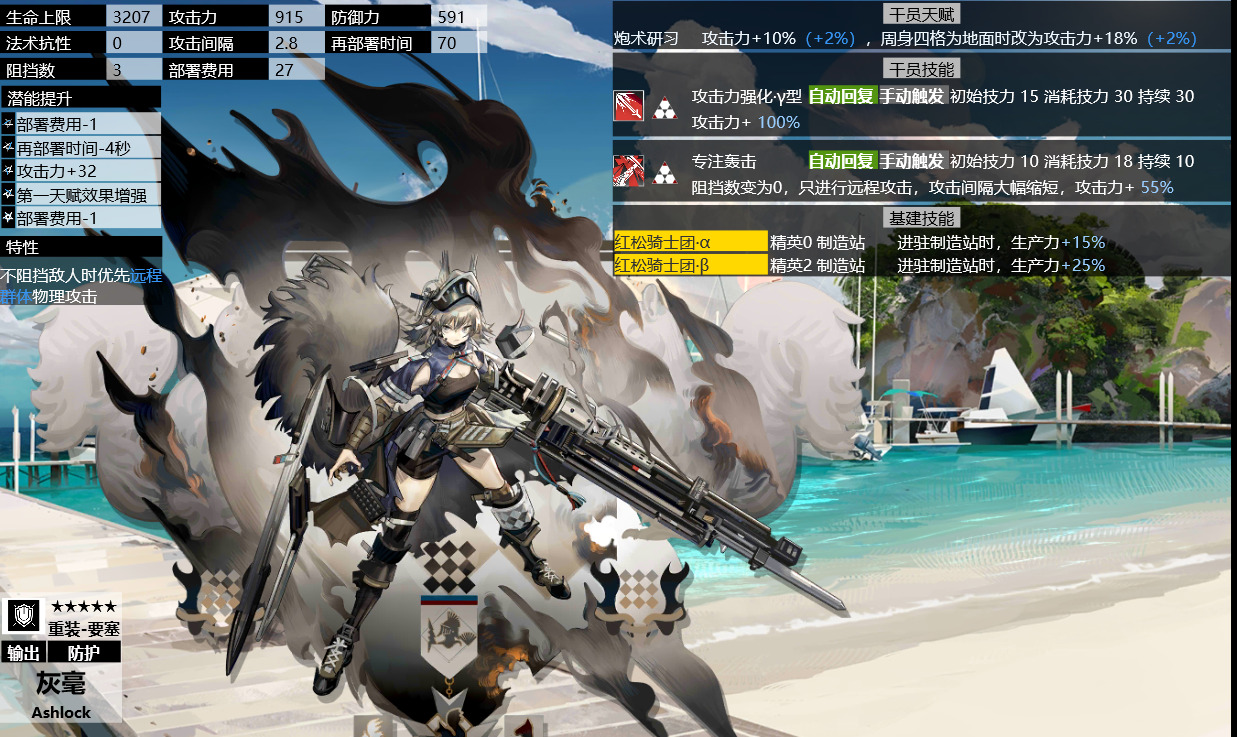 生命上限 3207 攻击力 915 防御力 591
法术抗性 0 攻击间隔 2.8 再部署时间 70
阻挡数 3 部署费用 27
潜能提升
部署费用-1
再部署时间-4秒
攻击力+32
第一天赋效果增强
部署费用-1
特性
不阻挡敌人时优先远程
群体物理攻击
干员天赋
炮术研习 攻击力+10%（+2%），周身四格为地面时改为攻击力+18%（+2%）
干员技能
攻击力强化·γ型 自动回复 手动触发 初始技力 15 消耗技力 30 持续 30
攻击力+ 100%
专注轰击 自动回复 手动触发 初始技力 10 消耗技力 18 持续 10
阻挡数变为0，只进行远程攻击，攻击间隔大幅缩短，攻击力+ 55%
基建技能
红松骑士团·α 精英0 制造站 进驻制造站时，生产力+15%
红松骑士团·β 精英2 制造站 进驻制造站时，生产力+25%
★★★★★
重装-要塞
输出 防护
灰毫
Ashlock